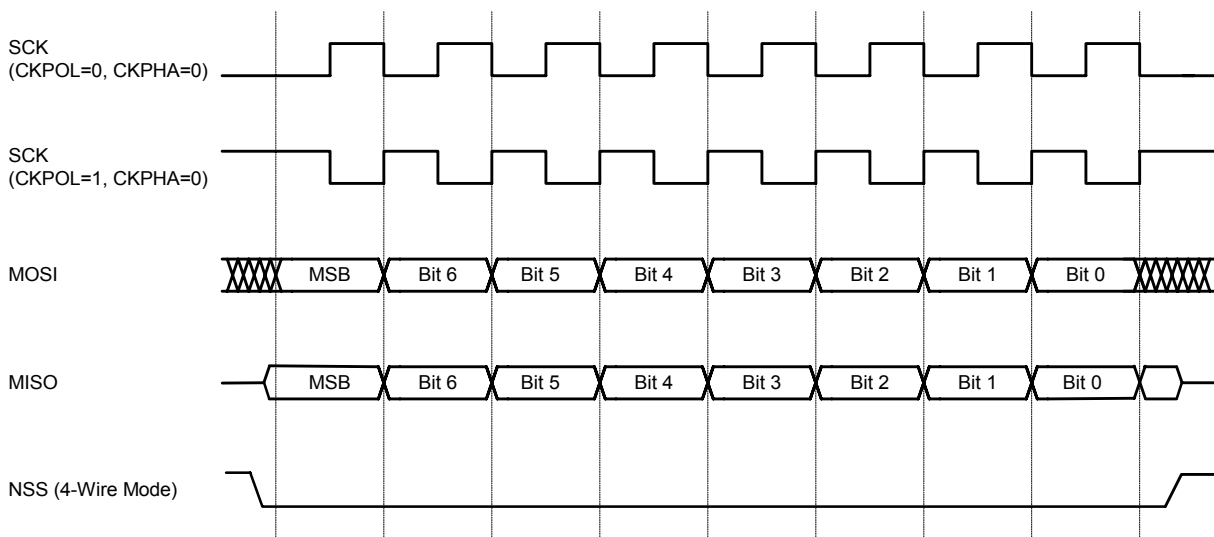 SCK
(CKPOL=0, CKPHA=0)
SCK
(CKPOL=1, CKPHA=0)
MOSI
MSB Bit 6 Bit 5 Bit 4 Bit 3 Bit 2 Bit 1 Bit 0
MISO
MSB Bit 6 Bit 5 Bit 4 Bit 3 Bit 2 Bit 1 Bit 0
NSS (4-Wire Mode)